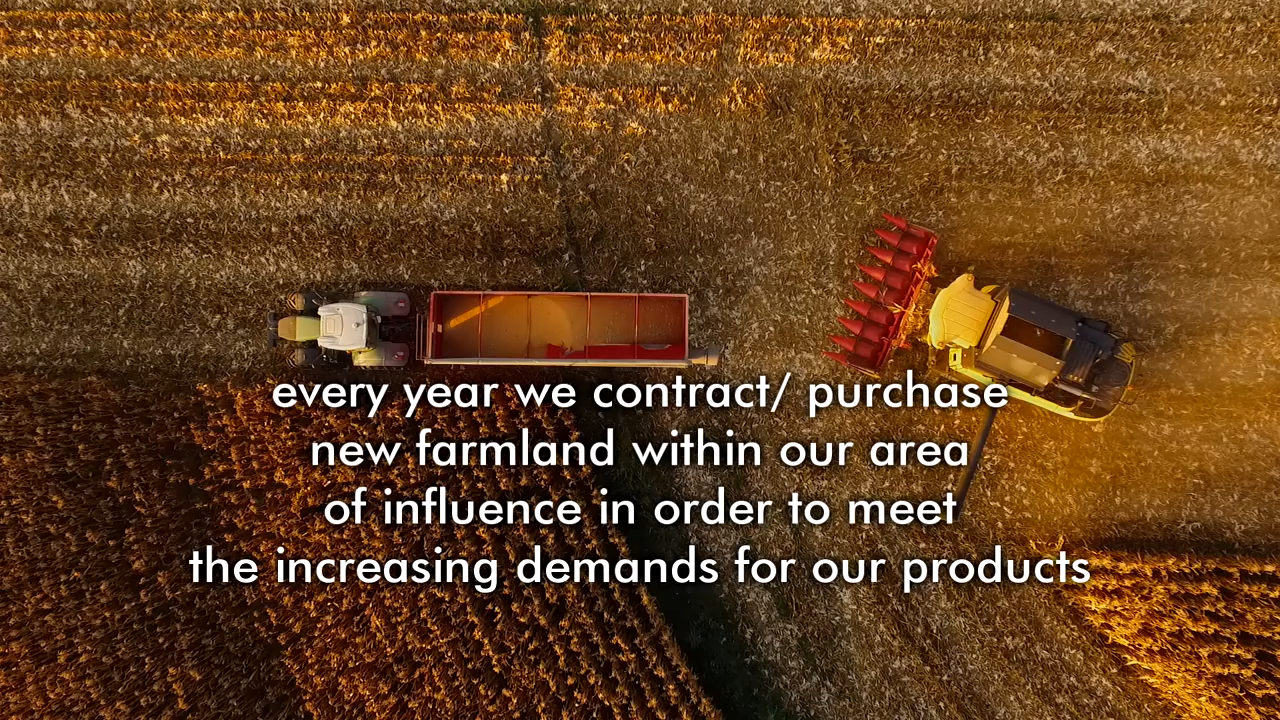 every year we contract/ purchase
new farmland within our area
of influence in order to meet
the increasing demands for our products